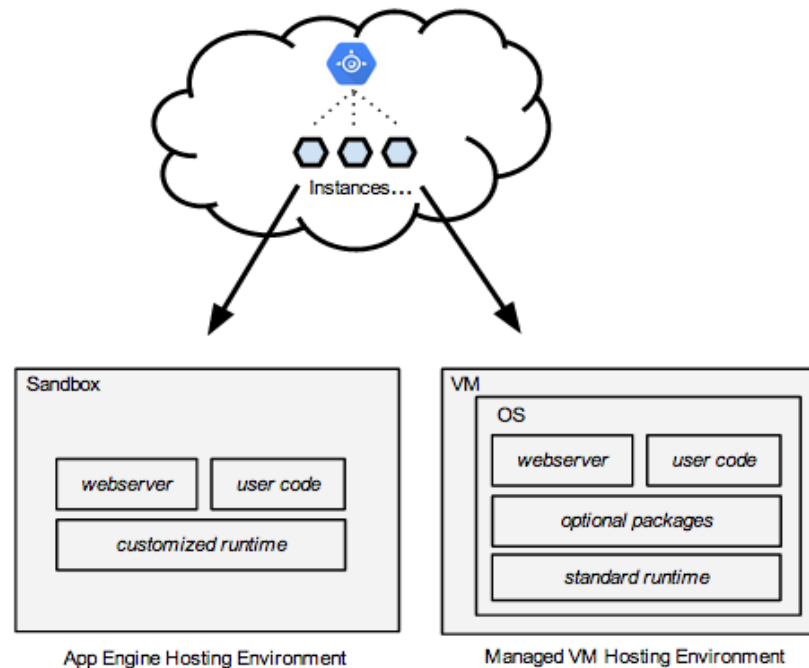 Instances...
Sandbox
webserver
user code
customized runtime
App Engine Hosting Environment
VM
OS
webserver
user code
optional packages
standard runtime
Managed VM Hosting Environment